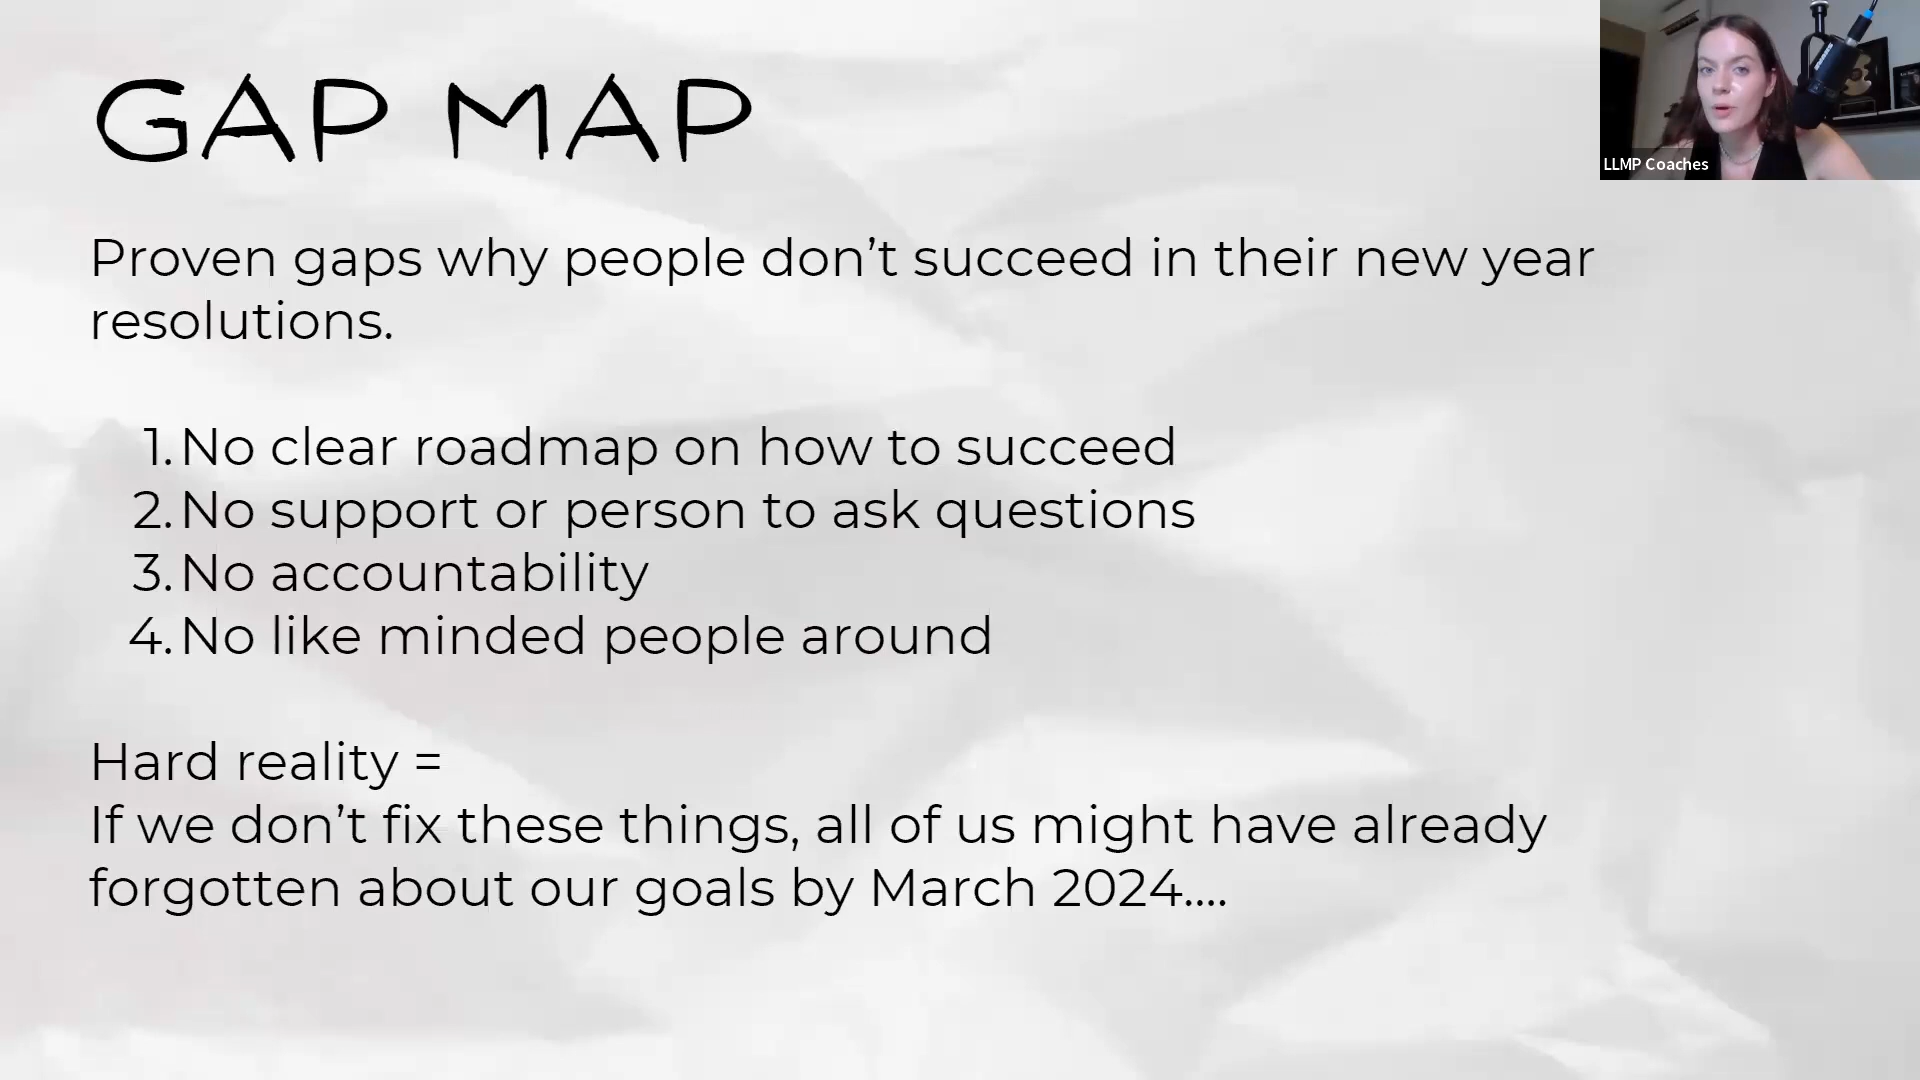 GAP MAP
LLMP Coaches
Proven gaps why people don’t succeed in their new year
resolutions.
1. No clear roadmap on how to succeed
2. No support or person to ask questions
3. No accountability
4. No like minded people around
Hard reality =
If we don’t fix these things, all of us might have already
forgotten about our goals by March 2024....